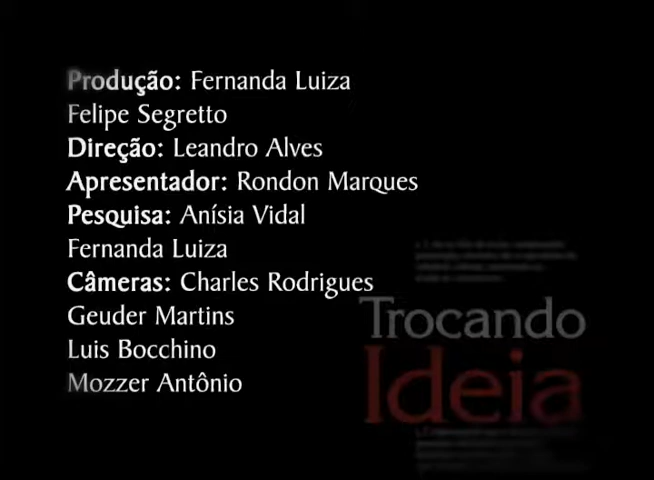 Produção: Fernanda Luiza
Felipe Segretto
Direção: Leandro Alves
Apresentador: Rondon Marques
Pesquisa: Anísia Vidal
Fernanda Luiza
Câmeras: Charles Rodrigues
Geuder Martins
Luis Bocchino
Mozzer Antônio
Trocando
Ideia